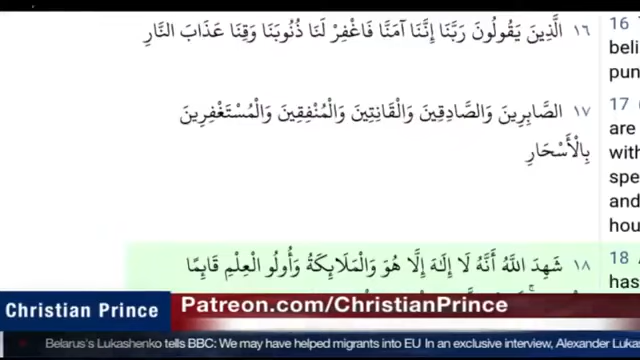 ١٦ الَّذِينَ يَقُولُونَ رَبَّنَا إِنَّنَا آمَنَّا فَاغْفِرْ لَنَا ذُنُوبَنَا وَقِنَا عَذَابَ النَّارِ
١٧ الصَّابِرِينَ وَالصَّادِقِينَ وَالْقَانِتِينَ وَالْمُنْفِقِينَ وَالْمُسْتَغْفِرِينَ
بِالْأَسْحَارِ
١٨ شَهِدَ اللَّهُ أَنَّهُ لَا إِلَٰهَ إِلَّا هُوَ وَالْمَلَائِكَةُ وَأُولُو الْعِلْمِ قَائِمًا
16
beli
pun
17
are
with
spe
and
hou
18
has
Christian Prince
Patreon.com/ChristianPrince
Belarus's Lukashenko tells BBC: We may have helped migrants into EU In an exclusive interview, Alexander Luka